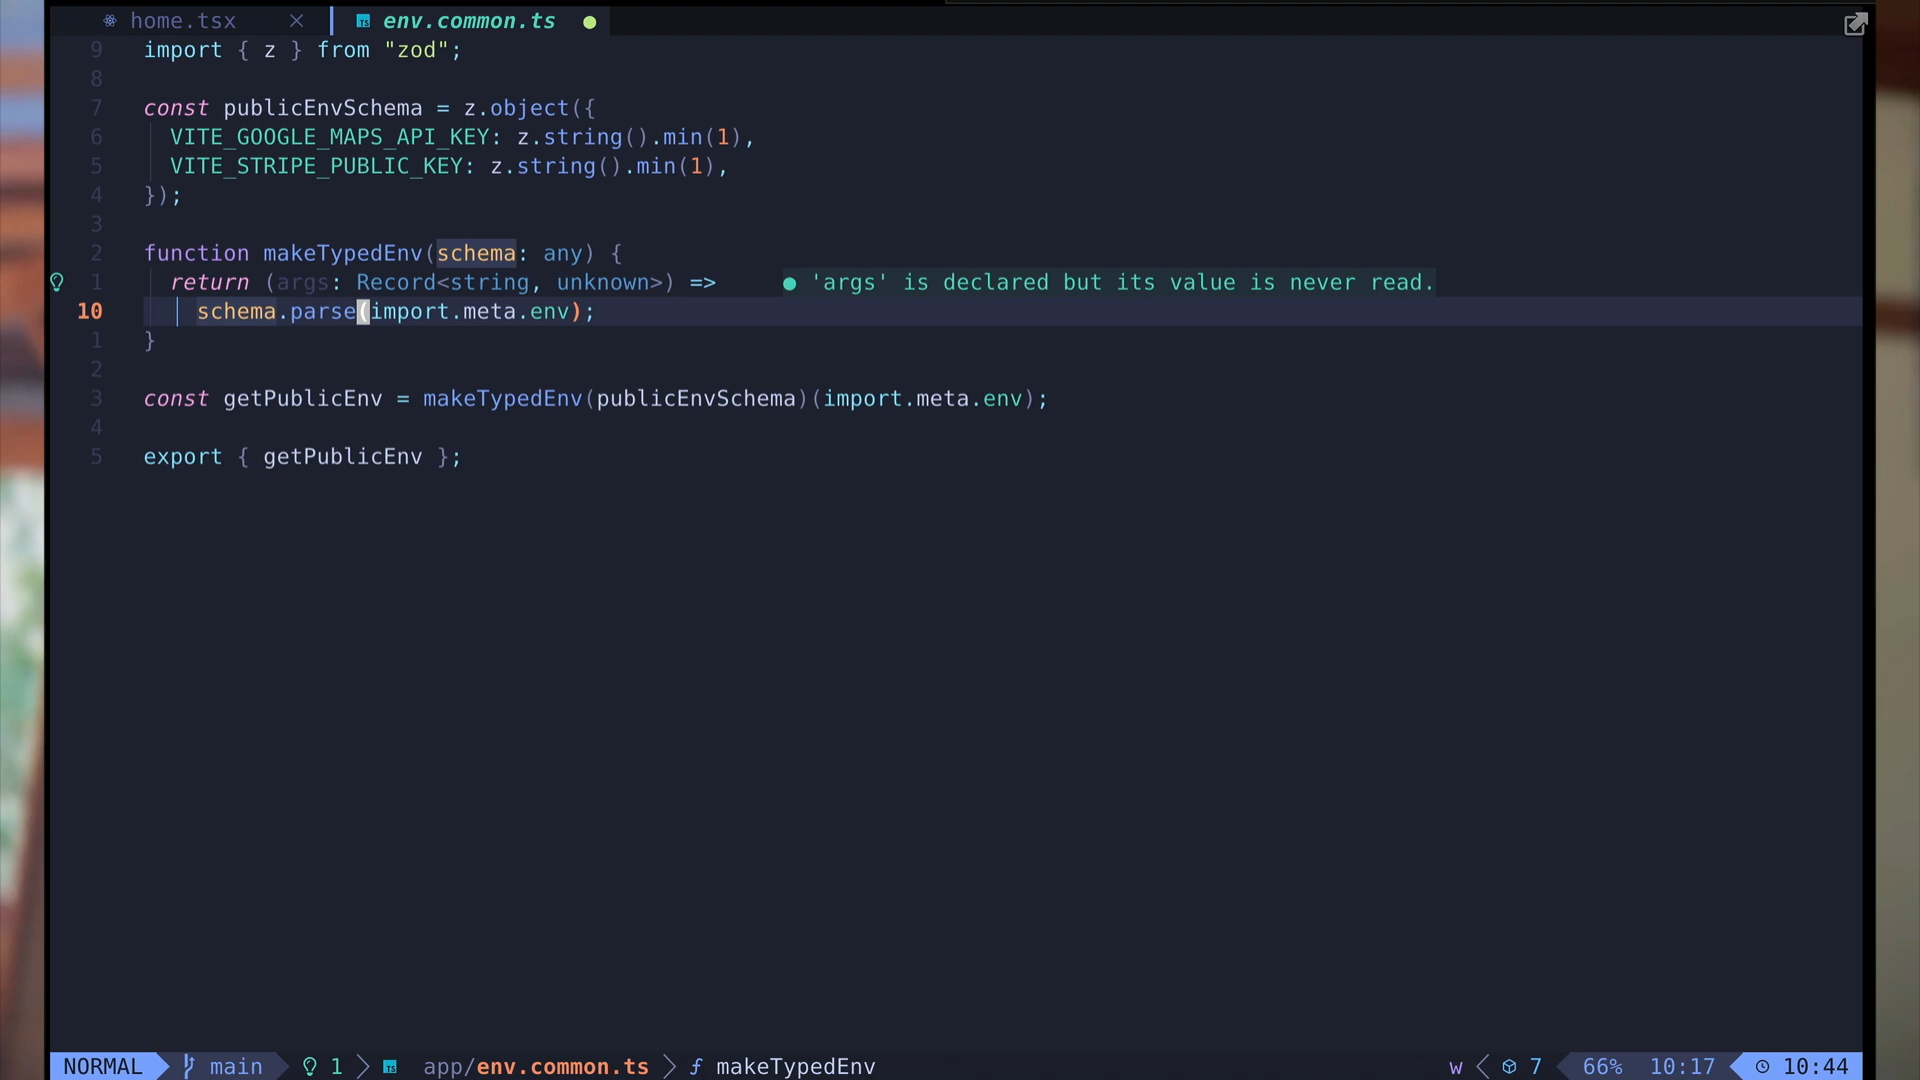 home.tsx
env.common.ts
9 import { z } from "zod";
8
7 const publicEnvSchema = z.object({
6 VITE_GOOGLE_MAPS_API_KEY: z.string().min(1),
5 VITE_STRIPE_PUBLIC_KEY: z.string().min(1),
4 });
3
2 function makeTypedEnv(schema: any) {
1 return (args: Record<string, unknown>) => 'args' is declared but its value is never read.
10 schema.parse(import.meta.env);
1 }
2
3 const getPublicEnv = makeTypedEnv(publicEnvSchema)(import.meta.env);
4
5 export { getPublicEnv };
NORMAL main 1 TS app/env.common.ts f makeTypedEnv w 7 66% 10:17 10:44